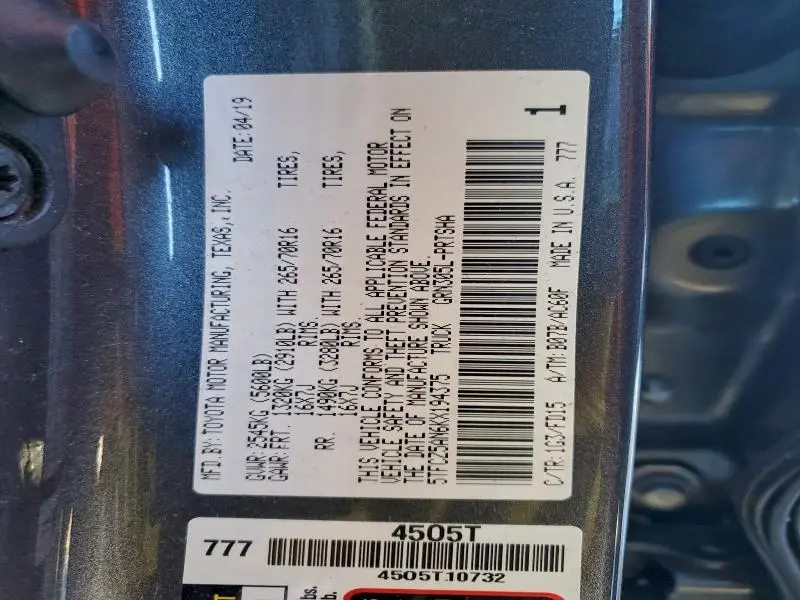 MFD. BY: TOYOTA MOTOR MANUFACTURING, TEXAS, INC. DATE: 04/19
GVWR: 2545KG (5600LB)
GAWR: FRT. 1320KG (2910LB) WITH 265/70R16 TIRES,
16X7J RIMS.
RR. 1490KG (3280LB) WITH 265/70R16 TIRES,
16X7J RIMS.
THIS VEHICLE CONFORMS TO ALL APPLICABLE FEDERAL MOTOR
VEHICLE SAFETY AND THEFT PREVENTION STANDARDS IN EFFECT ON
THE DATE OF MANUFACTURE SHOWN ABOVE.
5TFCZ5AN6KX194375 TRUCK GRN305L-PRTSHA
C/TR: 1G3/FD15 A/TM: B07B/AC60F MADE IN U.S.A. 777
1
4505T
777
4505T10732